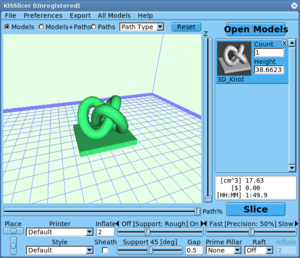 KISSlicer (Unregistered)
File Preferences Export All Models Help
Models Models+Paths Paths Path Type Reset
Z
Open Models
X
Count
1
Height
38.6623
3D_Knot
[cm^3] 17.63
[$] 0.00
[HH:MM] 1:49.9
Path%
Slice
Place Printer Inflate Off [Support: Rough] On Fast [Precision: 50%] Slow
Default 2
Style Sheath Support 45 [deg] Gap Prime Pillar Raft Inflate
Default 0.5 None Off 2